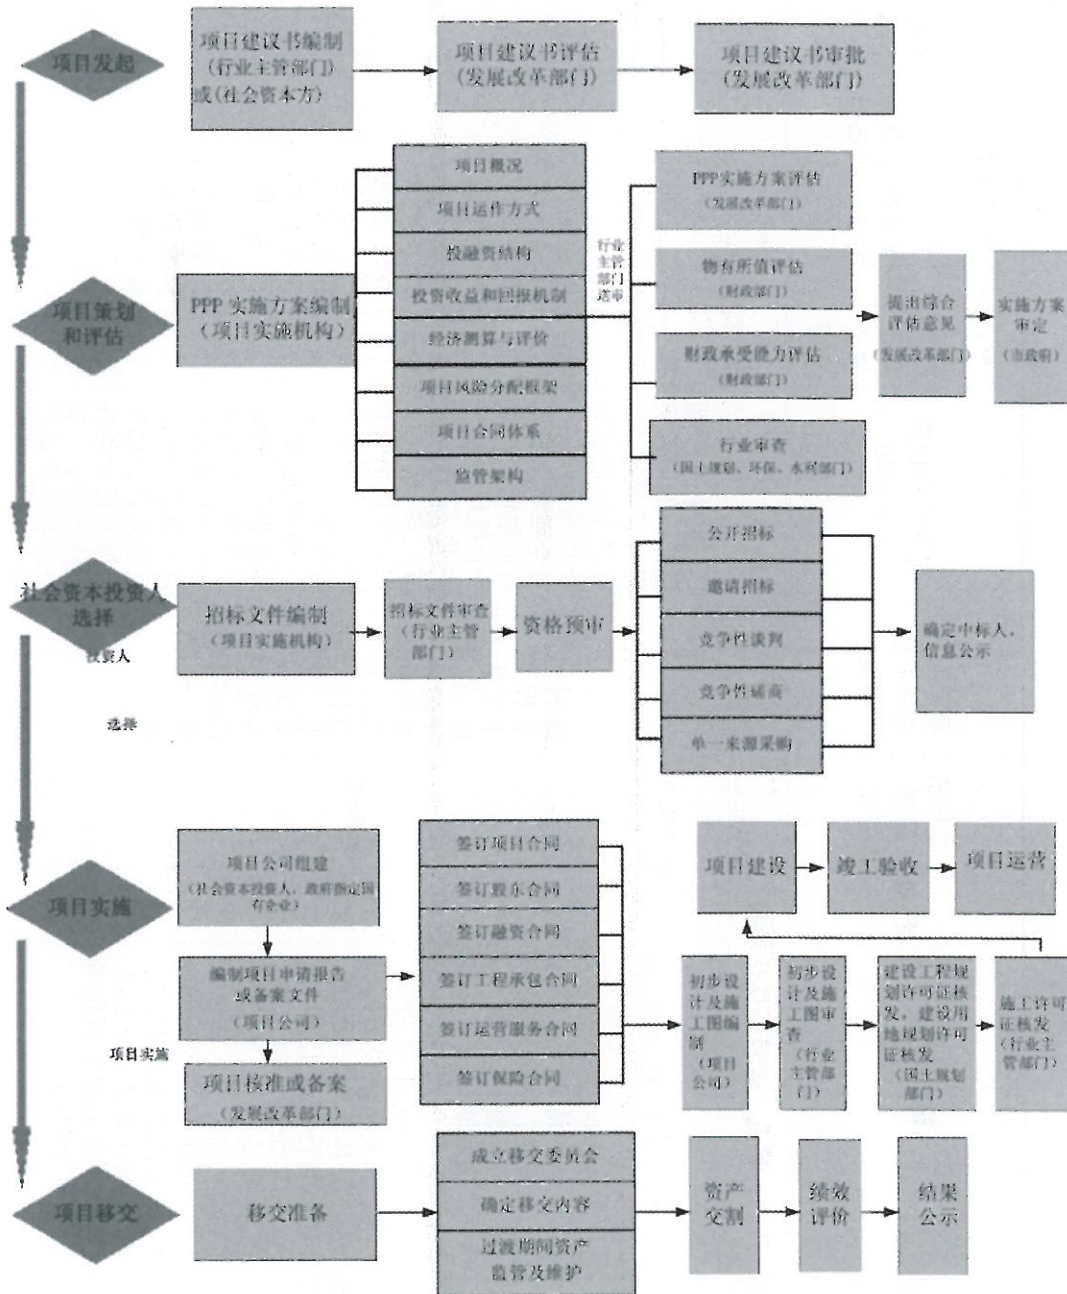 项目发起
项目建议书编制
(行业主管部门)
或(社会资本方)
项目建议书评估
(发展改革部门)
项目建议书审批
(发展改革部门)
项目策划
和评估
PPP 实施方案编制
(项目实施机构)
项目概况
项目运作方式
投融资结构
投资收益和回报机制
经济测算与评价
项目风险分配框架
项目合同体系
监管架构
行业
主管
部门
送审
PPP实施方案评估
(发展改革部门)
物有所值评估
(财政部门)
财政承受能力评估
(财政部门)
行业审查
(国土规划、环保、水利部门)
提出综合
评估意见
(发展改革部门)
实施方案
审定
(市政府)
社会资本投资人
选择
投资人
选择
招标文件编制
(项目实施机构)
招标文件审查
(行业主管
部门)
资格预审
公开招标
邀请招标
竞争性谈判
竞争性磋商
单一来源采购
确定中标人,
信息公示
项目实施
项目实施
项目公司组建
(社会资本投资人、政府指定国
有企业)
编制项目申请报告
或备案文件
(项目公司)
项目核准或备案
(发展改革部门)
签订项目合同
签订股东合同
签订融资合同
签订工程承包合同
签订运营服务合同
签订保险合同
初步设
计及施
工图编
制
(项目
公司)
初步设
计及施
工图审
查
(行业
主管部
门)
建设工程规
划许可证核
发，建设用
地规划许可
证核发
(国土规划
部门)
施工许可
证核发
(行业主
管部门)
项目建设
竣工验收
项目运营
项目移交
移交准备
成立移交委员会
确定移交内容
过渡期间资产
监管及维护
资产
交割
绩效
评价
结果
公示